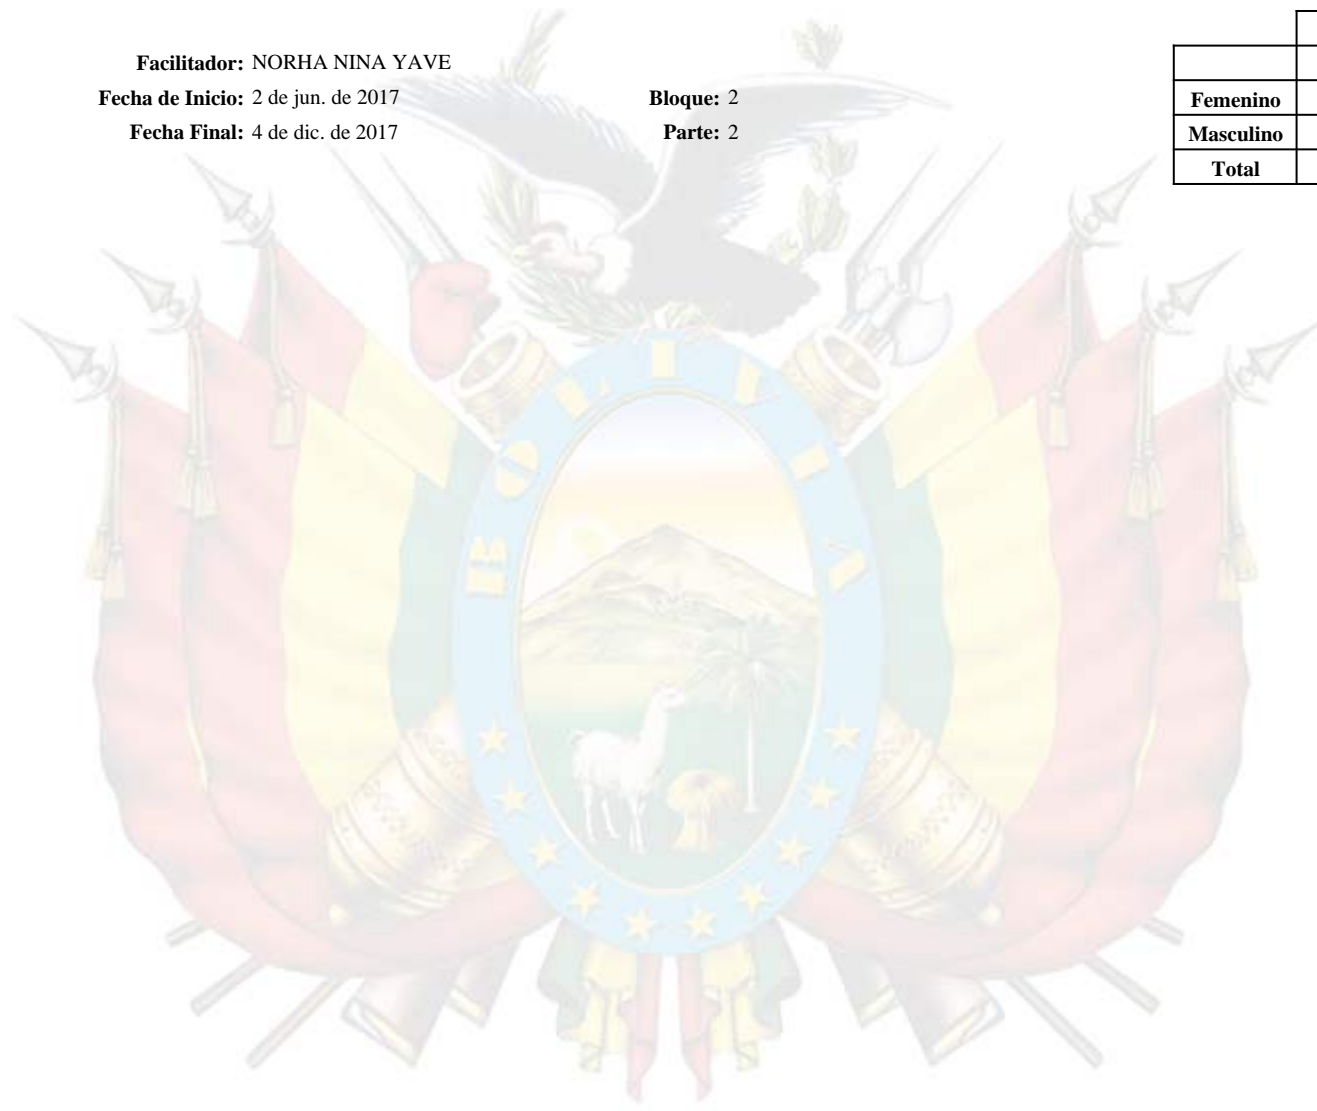 Facilitador: NORHA NINA YAVE
Fecha de Inicio: 2 de jun. de 2017
Bloque: 2
Fecha Final: 4 de dic. de 2017
Parte: 2
Femenino
Masculino
Total
BOLIVIA